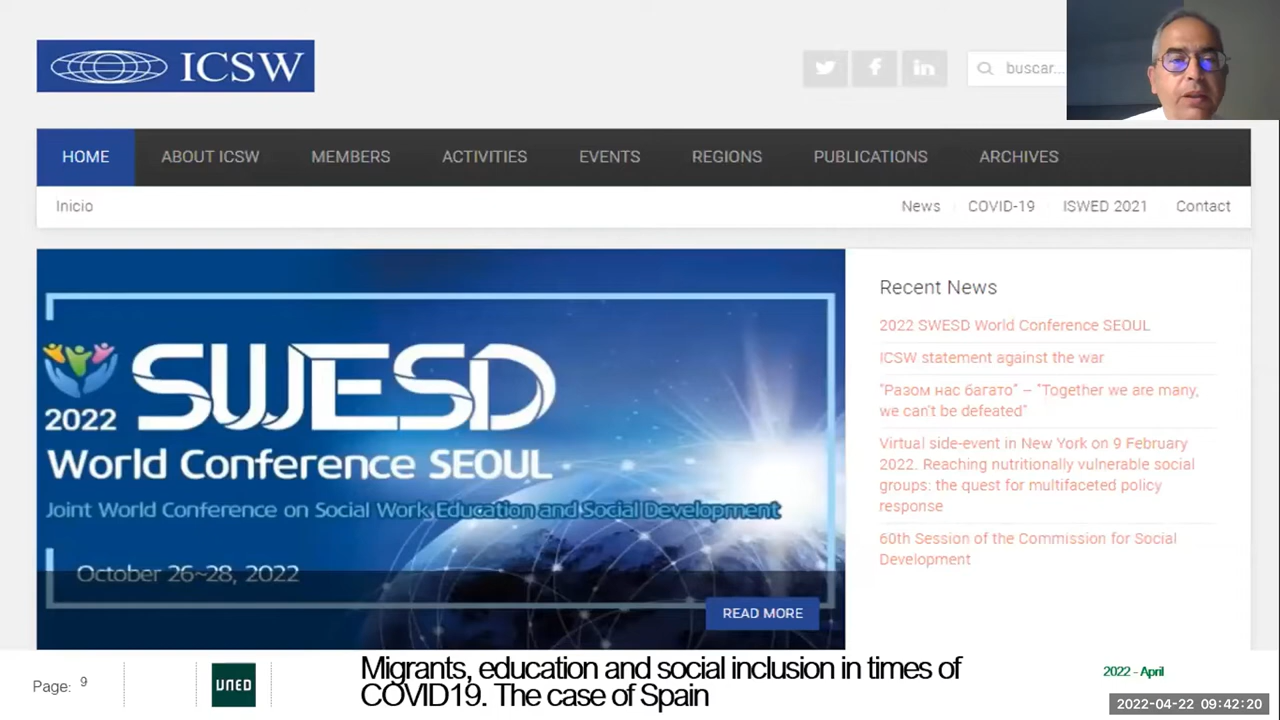 ICSW
buscar...
HOME
ABOUT ICSW
MEMBERS
ACTIVITIES
EVENTS
REGIONS
PUBLICATIONS
ARCHIVES
Inicio
News
COVID-19
ISWED 2021
Contact
2022 SWESD
World Conference SEOUL
Joint World Conference on Social Work Education and Social Development
October 26~28, 2022
READ MORE
Recent News
2022 SWESD World Conference SEOUL
ICSW statement against the war
"Разом нас багато" – "Together we are many,
we can't be defeated"
Virtual side-event in New York on 9 February
2022. Reaching nutritionally vulnerable social
groups: the quest for multifaceted policy
response
60th Session of the Commission for Social
Development
Page: 9
UNED
Migrants, education and social inclusion in times of
COVID19. The case of Spain
2022 - April
2022-04-22 09:42:20